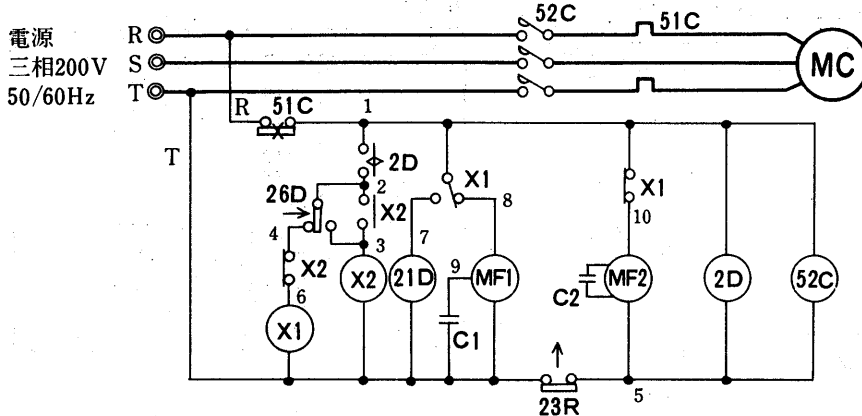 電源
三相200V
50/60Hz
R
S
T
52C
51C
MC
R
51C
1
T
2D
2
X2
3
26D
4
X2
6
X1
X2
X1
7
8
21D
9
MF1
C1
X1
10
C2
MF2
2D
52C
23R
5